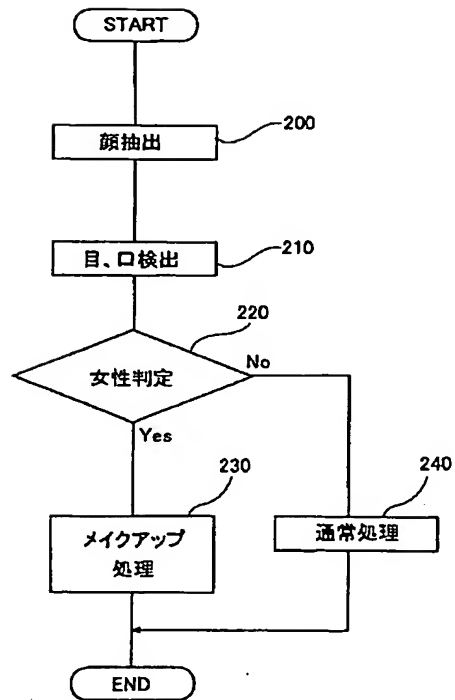 START
顔抽出
200
目、口検出
210
220
女性判定
No
Yes
230
メイクアップ
処理
240
通常処理
END